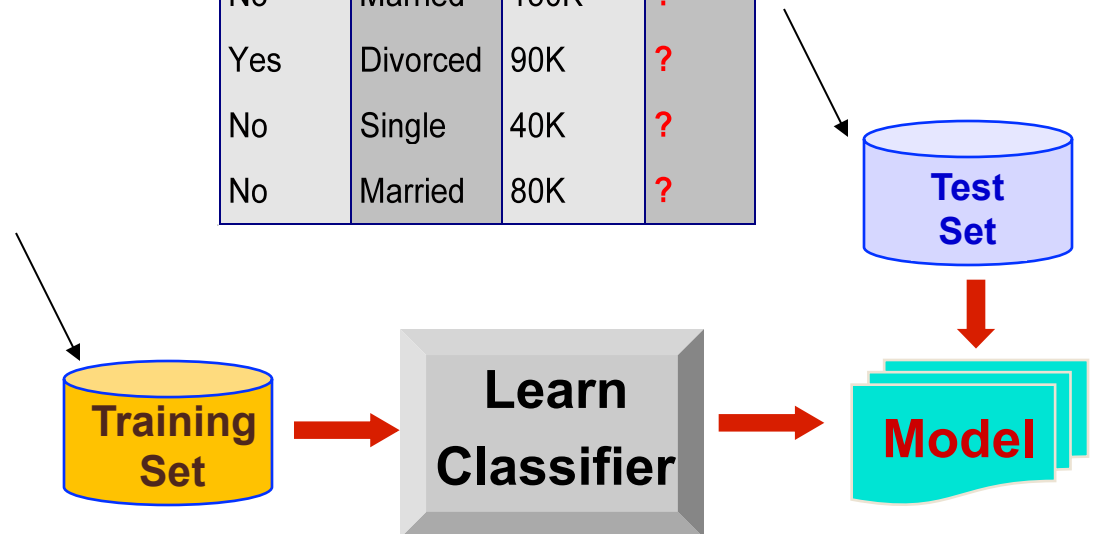 Yes Divorced 90K ?
No Single 40K ?
No Married 80K ?
Test
Set
Training
Set
Learn
Classifier
Model